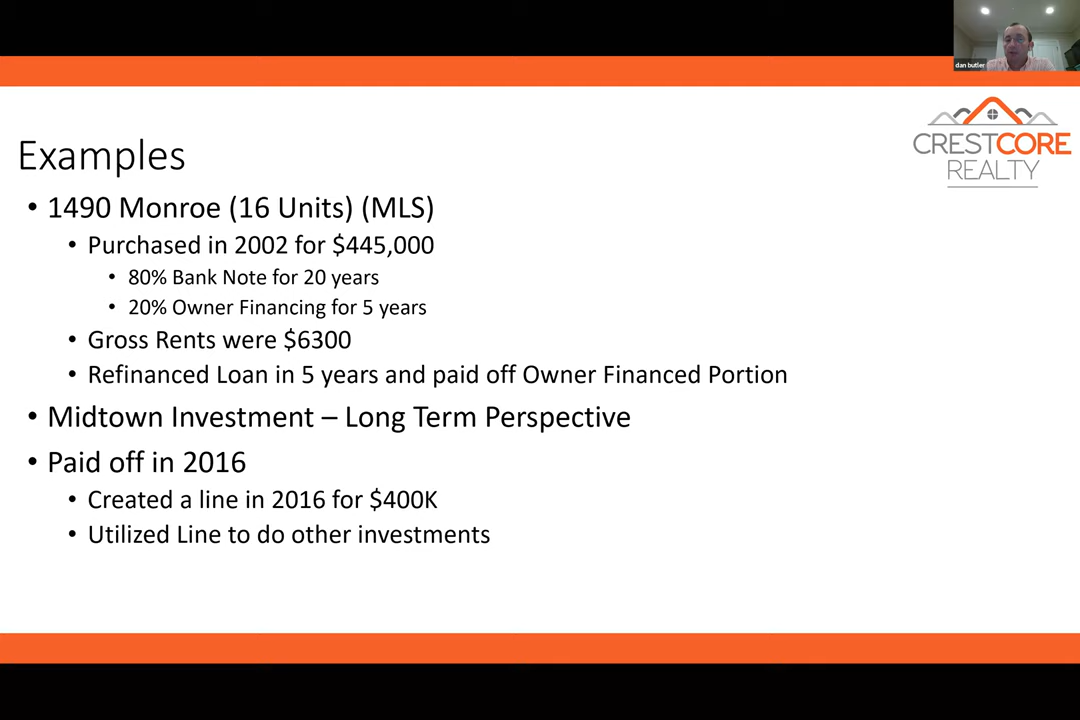 dan butler
CRESTCORE
REALTY
Examples
• 1490 Monroe (16 Units) (MLS)
• Purchased in 2002 for $445,000
• 80% Bank Note for 20 years
• 20% Owner Financing for 5 years
• Gross Rents were $6300
• Refinanced Loan in 5 years and paid off Owner Financed Portion
• Midtown Investment – Long Term Perspective
• Paid off in 2016
• Created a line in 2016 for $400K
• Utilized Line to do other investments